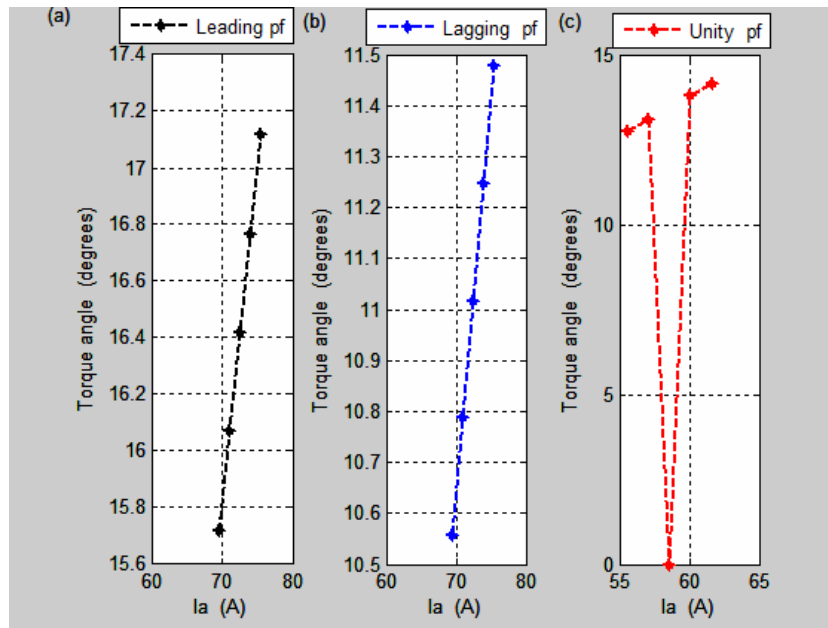 (a)
Leading pf
17.4
17.2
17
16.8
16.6
16.4
16.2
16
15.8
15.6
60
70
80
Torque angle (degrees)
Ia (A)
(b)
Lagging pf
11.5
11.4
11.3
11.2
11.1
11
10.9
10.8
10.7
10.6
10.5
60
70
80
Torque angle (degrees)
Ia (A)
(c)
Unity pf
15
10
5
0
55
60
65
Torque angle (degrees)
Ia (A)